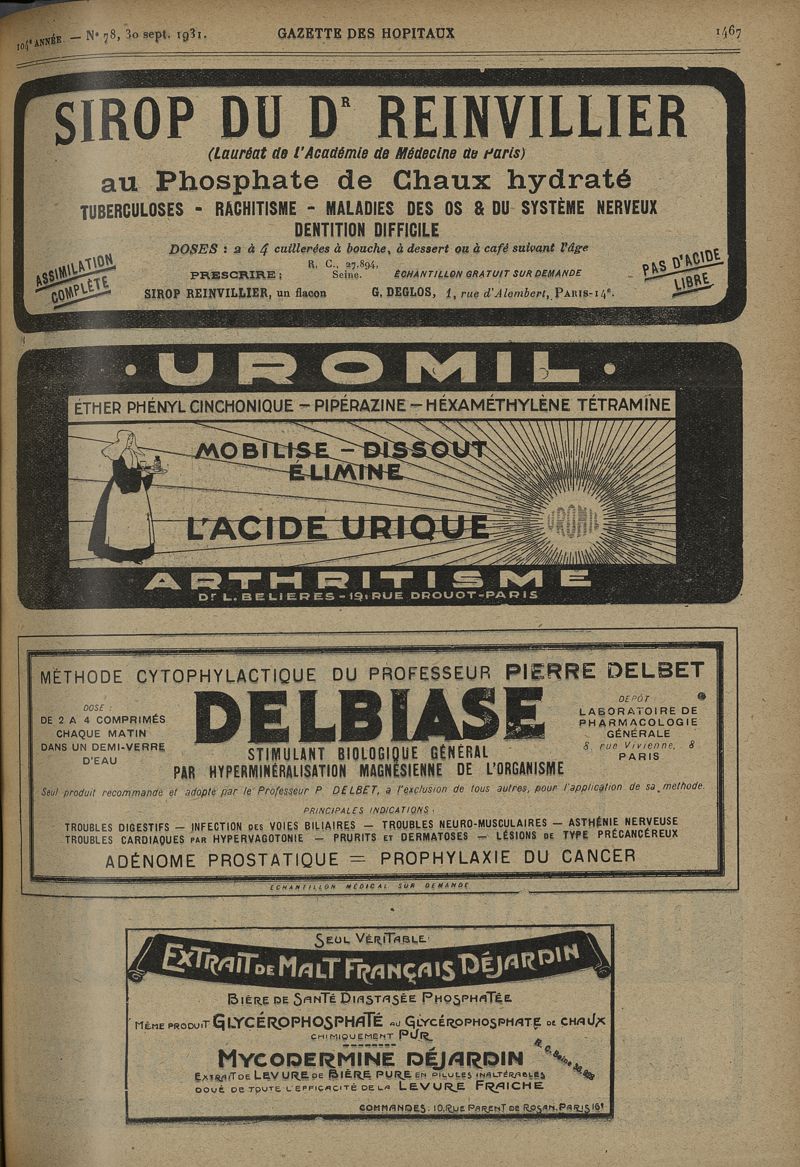 104e ANNÉE. — N° 78, 30 sept. 1931. GAZETTE DES HOPITAUX 1467
SIROP DU DR REINVILLIER
(Lauréat de l'Académie de Médecine de Paris)
au Phosphate de Chaux hydraté
TUBERCULOSES - RACHITISME - MALADIES DES OS & DU SYSTÈME NERVEUX
DENTITION DIFFICILE
DOSES : 2 à 4 cuillerées à bouche, à dessert ou à café suivant l'âge
ASSIMILATION
COMPLÈTE
R. C., 27.894,
PRESCRIRE : Seine. ÉCHANTILLON GRATUIT SUR DEMANDE
SIROP REINVILLIER, un flacon G. DEGLOS, 1, rue d'Alembert, PARIS-14e.
PAS D'ACIDE
LIBRE
· UROMIL ·
ÉTHER PHÉNYL CINCHONIQUE - PIPÉRAZINE - HÉXAMÉTHYLÈNE TÉTRAMINE
MOBILISE - DISSOUT
ÉLIMINE
L'ACIDE URIQUE
UROMIL
ARTHRITISME
Dr L. BELIERES - 19, RUE DROUOT - PARIS
MÉTHODE CYTOPHYLACTIQUE DU PROFESSEUR PIERRE DELBET
DOSE :
DE 2 A 4 COMPRIMÉS
CHAQUE MATIN
DANS UN DEMI-VERRE
D'EAU
DELBIASE
DÉPÔT
LABORATOIRE DE
PHARMACOLOGIE
GÉNÉRALE
8, rue Vivienne, 8
PARIS
STIMULANT BIOLOGIQUE GÉNÉRAL
PAR HYPERMINÉRALISATION MAGNÉSIENNE DE L'ORGANISME
Seul produit recommandé et adopté par le Professeur P. DELBET, à l'exclusion de tous autres, pour l'application de sa méthode.
PRINCIPALES INDICATIONS :
TROUBLES DIGESTIFS — INFECTION DES VOIES BILIAIRES — TROUBLES NEURO-MUSCULAIRES — ASTHÉNIE NERVEUSE
TROUBLES CARDIAQUES PAR HYPERVAGOTONIE — PRURITS ET DERMATOSES — LÉSIONS DE TYPE PRÉCANCÉREUX
ADÉNOME PROSTATIQUE = PROPHYLAXIE DU CANCER
ÉCHANTILLON MÉDICAL SUR DEMANDE
SEUL VÉRITABLE
EXTRAIT DE MALT FRANÇAIS DÉJARDIN
BIÈRE DE SANTÉ DIASTASÉE PHOSPHATÉE
MÊME PRODUIT GLYCÉROPHOSPHATÉ AU GLYCÉROPHOSPHATE DE CHAUX
CHIMIQUEMENT PUR
MYCODERMINE DÉJARDIN
EXTRAIT DE LEVURE DE BIÈRE PURE EN PILULES INALTÉRABLES
DOUÉ DE TOUTE L'EFFICACITÉ DE LA LEVURE FRAICHE
COMMANDES : 10, RUE PARENT DE ROSAN, PARIS 16e